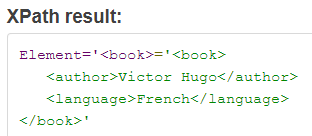 XPath result:
Element='<book>='<book>
<author>Victor Hugo</author>
<language>French</language>
</book>'